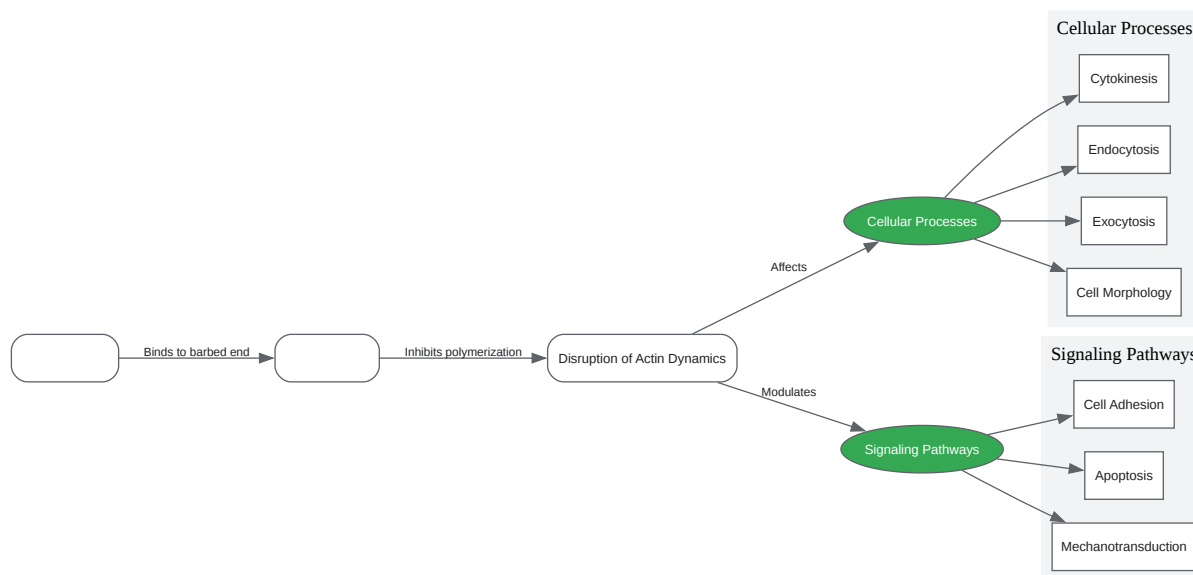 Cellular Processes
Cytokinesis
Endocytosis
Cellular Processes
Exocytosis
Affects
Cell Morphology
Binds to barbed end
Inhibits polymerization
Disruption of Actin Dynamics
Signaling Pathways
Modulates
Cell Adhesion
Signaling Pathways
Apoptosis
Mechanotransduction